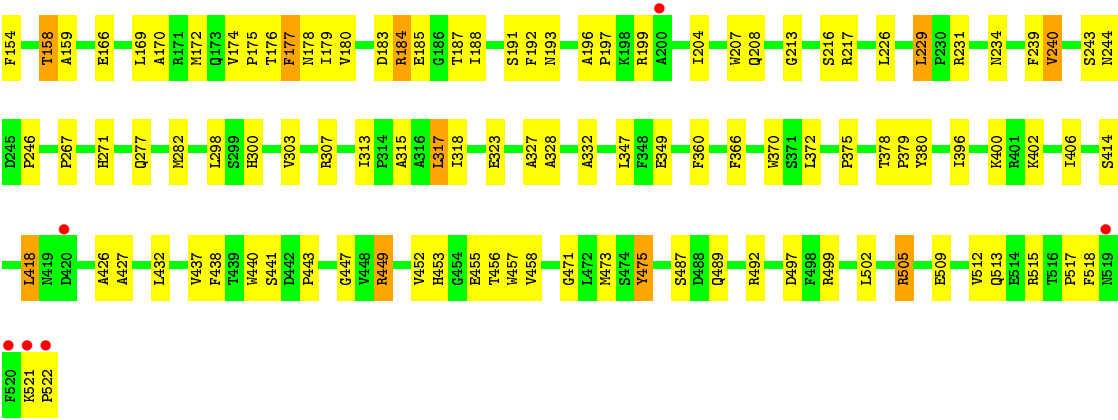 F154 T158 A159 E166 L169 A170 R171 M172 Q173 V174 P175 T176 F177 N178 I179 V180 D183 R184 E185 G186 T187 I188 S191 F192 N193 A196 P197 K198 R199 A200 I204 W207 Q208 G213 S216 R217 L226 L229 P230 R231 N234 F239 V240 S243 N244
D245 P246 P267 H271 Q277 M282 L298 S299 H300 V303 R307 I313 P314 A315 A316 L317 I318 E323 A327 A328 A332 L347 F348 E349 F360 F366 W370 S371 L372 P375 T378 P379 Y380 I396 K400 R401 K402 I406 S414
L418 N419 D420 A426 A427 L432 V437 F438 T439 W440 S441 D442 P443 G447 V448 R449 V452 H453 G454 E455 T456 W457 V458 G471 L472 M473 S474 Y475 S487 D488 Q489 R492 D497 F498 R499 L502 R505 E509 V512 Q513 E514 R515 T516 P517 F518 N519
F520 K521 P522